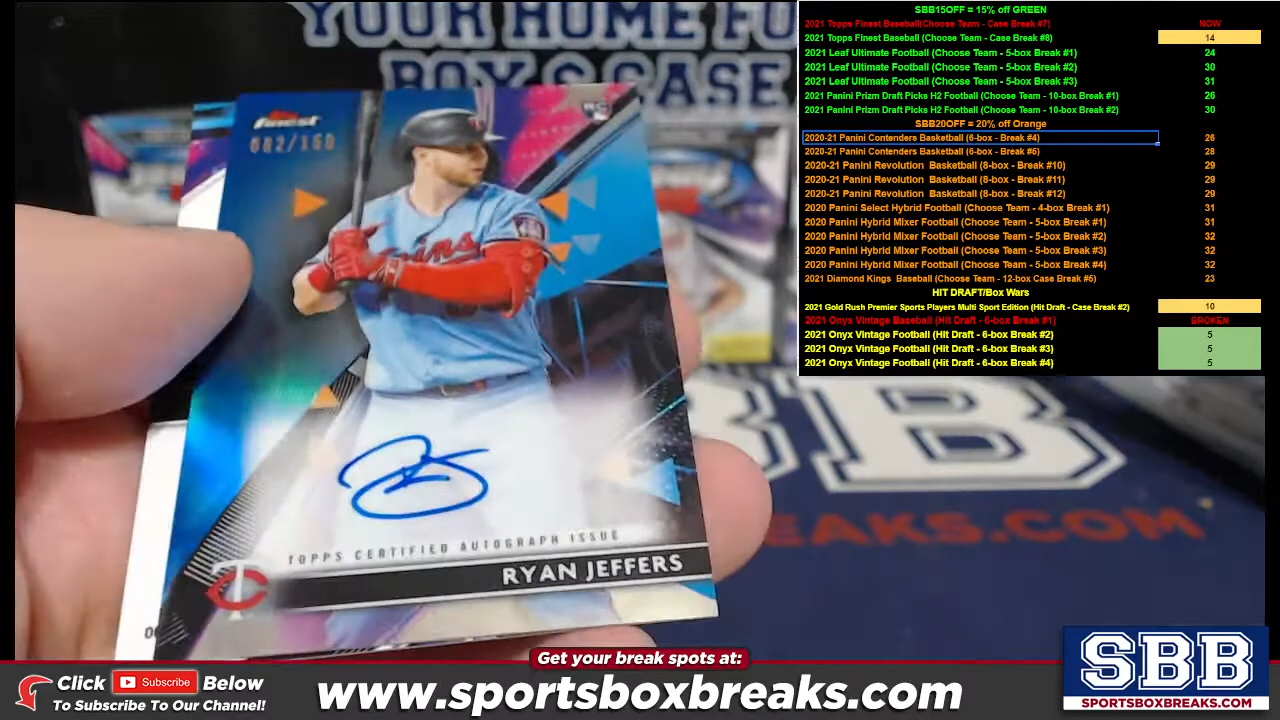 YOUR HOME FO
BOX & CASE
Finest
RC
Twins
TOPPS CERTIFIED AUTOGRAPH ISSUE
RYAN JEFFERS
TC
SBB
REAKS.COM
SBB15OFF = 15% off GREEN
2021 Topps Finest Baseball(Choose Team - Case Break #7) NOW
2021 Topps Finest Baseball (Choose Team - Case Break #8) 14
2021 Leaf Ultimate Football (Choose Team - 5-box Break #1) 24
2021 Leaf Ultimate Football (Choose Team - 5-box Break #2) 30
2021 Leaf Ultimate Football (Choose Team - 5-box Break #3) 31
2021 Panini Prizm Draft Picks H2 Football (Choose Team - 10-box Break #1) 26
2021 Panini Prizm Draft Picks H2 Football (Choose Team - 10-box Break #2) 30
SBB20OFF = 20% off Orange
2020-21 Panini Contenders Basketball (6-box - Break #4) 26
2020-21 Panini Contenders Basketball (6-box - Break #5) 28
2020-21 Panini Revolution Basketball (8-box - Break #10) 29
2020-21 Panini Revolution Basketball (8-box - Break #11) 29
2020-21 Panini Revolution Basketball (8-box - Break #12) 29
2020 Panini Select Hybrid Football (Choose Team - 4-box Break #1) 31
2020 Panini Hybrid Mixer Football (Choose Team - 5-box Break #1) 31
2020 Panini Hybrid Mixer Football (Choose Team - 5-box Break #2) 32
2020 Panini Hybrid Mixer Football (Choose Team - 5-box Break #3) 32
2020 Panini Hybrid Mixer Football (Choose Team - 5-box Break #4) 32
2021 Diamond Kings Baseball (Choose Team - 12-box Case Break #6) 23
HIT DRAFT/Box Wars
2021 Gold Rush Premier Sports Players Multi Sport Edition (Hit Draft - Case Break #2) 10
2021 Onyx Vintage Baseball (Hit Draft - 6-box Break #1) BROKEN
2021 Onyx Vintage Football (Hit Draft - 6-box Break #2) 5
2021 Onyx Vintage Football (Hit Draft - 6-box Break #3) 5
2021 Onyx Vintage Football (Hit Draft - 6-box Break #4) 5
Get your break spots at:
Click Subscribe Below
To Subscribe To Our Channel!
www.sportsboxbreaks.com
SBB
SPORTSBOXBREAKS.COM